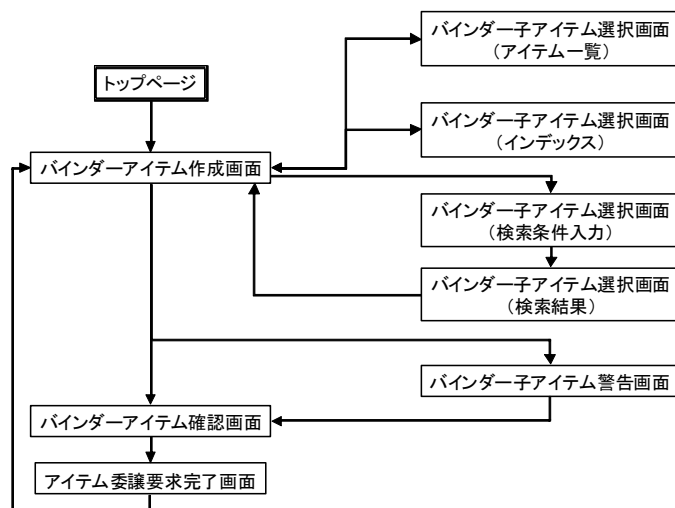 バインダー子アイテム選択画面
(アイテム一覧)
トップページ
バインダー子アイテム選択画面
(インデックス)
バインダーアイテム作成画面
バインダー子アイテム選択画面
(検索条件入力)
バインダー子アイテム選択画面
(検索結果)
バインダー子アイテム警告画面
バインダーアイテム確認画面
アイテム委譲要求完了画面